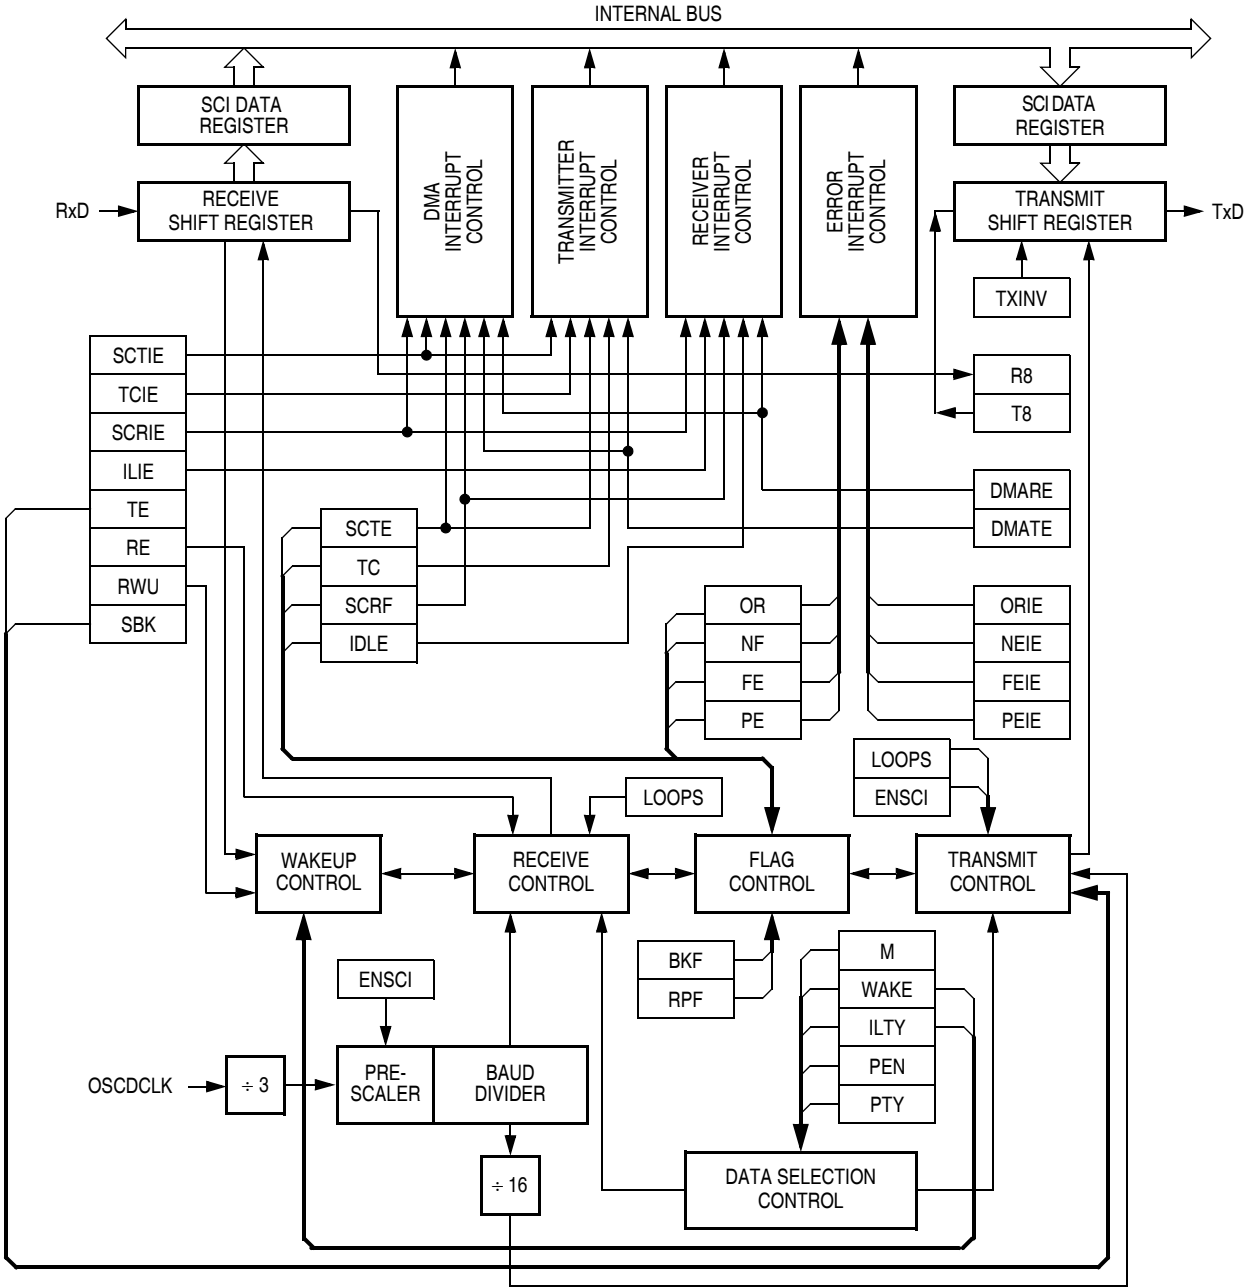 INTERNAL BUS
SCI DATA
REGISTER
DMA
INTERRUPT
CONTROL
TRANSMITTER
INTERRUPT
CONTROL
RECEIVER
INTERRUPT
CONTROL
ERROR
INTERRUPT
CONTROL
SCI DATA
REGISTER
RxD
RECEIVE
SHIFT REGISTER
TRANSMIT
SHIFT REGISTER
TxD
TXINV
SCTIE
TCIE
SCRIE
ILIE
TE
RE
RWU
SBK
R8
T8
DMARE
DMATE
SCTE
TC
SCRF
IDLE
OR
NF
FE
PE
ORIE
NEIE
FEIE
PEIE
LOOPS
ENSCI
LOOPS
WAKEUP
CONTROL
RECEIVE
CONTROL
FLAG
CONTROL
TRANSMIT
CONTROL
BKF
RPF
M
WAKE
ILTY
PEN
PTY
ENSCI
OSCDCLK
÷ 3
PRE-
SCALER
BAUD
DIVIDER
÷ 16
DATA SELECTION
CONTROL